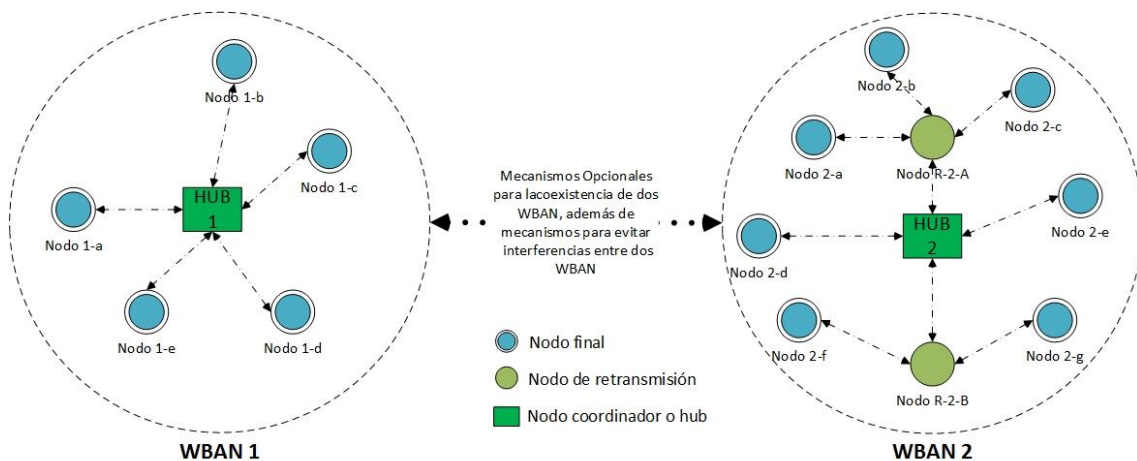 Nodo 1-b
Nodo 1-c
HUB
1
Nodo 1-a
Nodo 1-e
Nodo 1-d
WBAN 1
Mecanismos Opcionales
para lacoexistencia de dos
WBAN, además de
mecanismos para evitar
interferencias entre dos
WBAN
Nodo final
Nodo de retransmisión
Nodo coordinador o hub
Nodo 2-b
Nodo 2-c
Nodo 2-a
Nodo R-2-A
Nodo 2-e
HUB
2
Nodo 2-d
Nodo 2-f
Nodo 2-g
Nodo R-2-B
WBAN 2